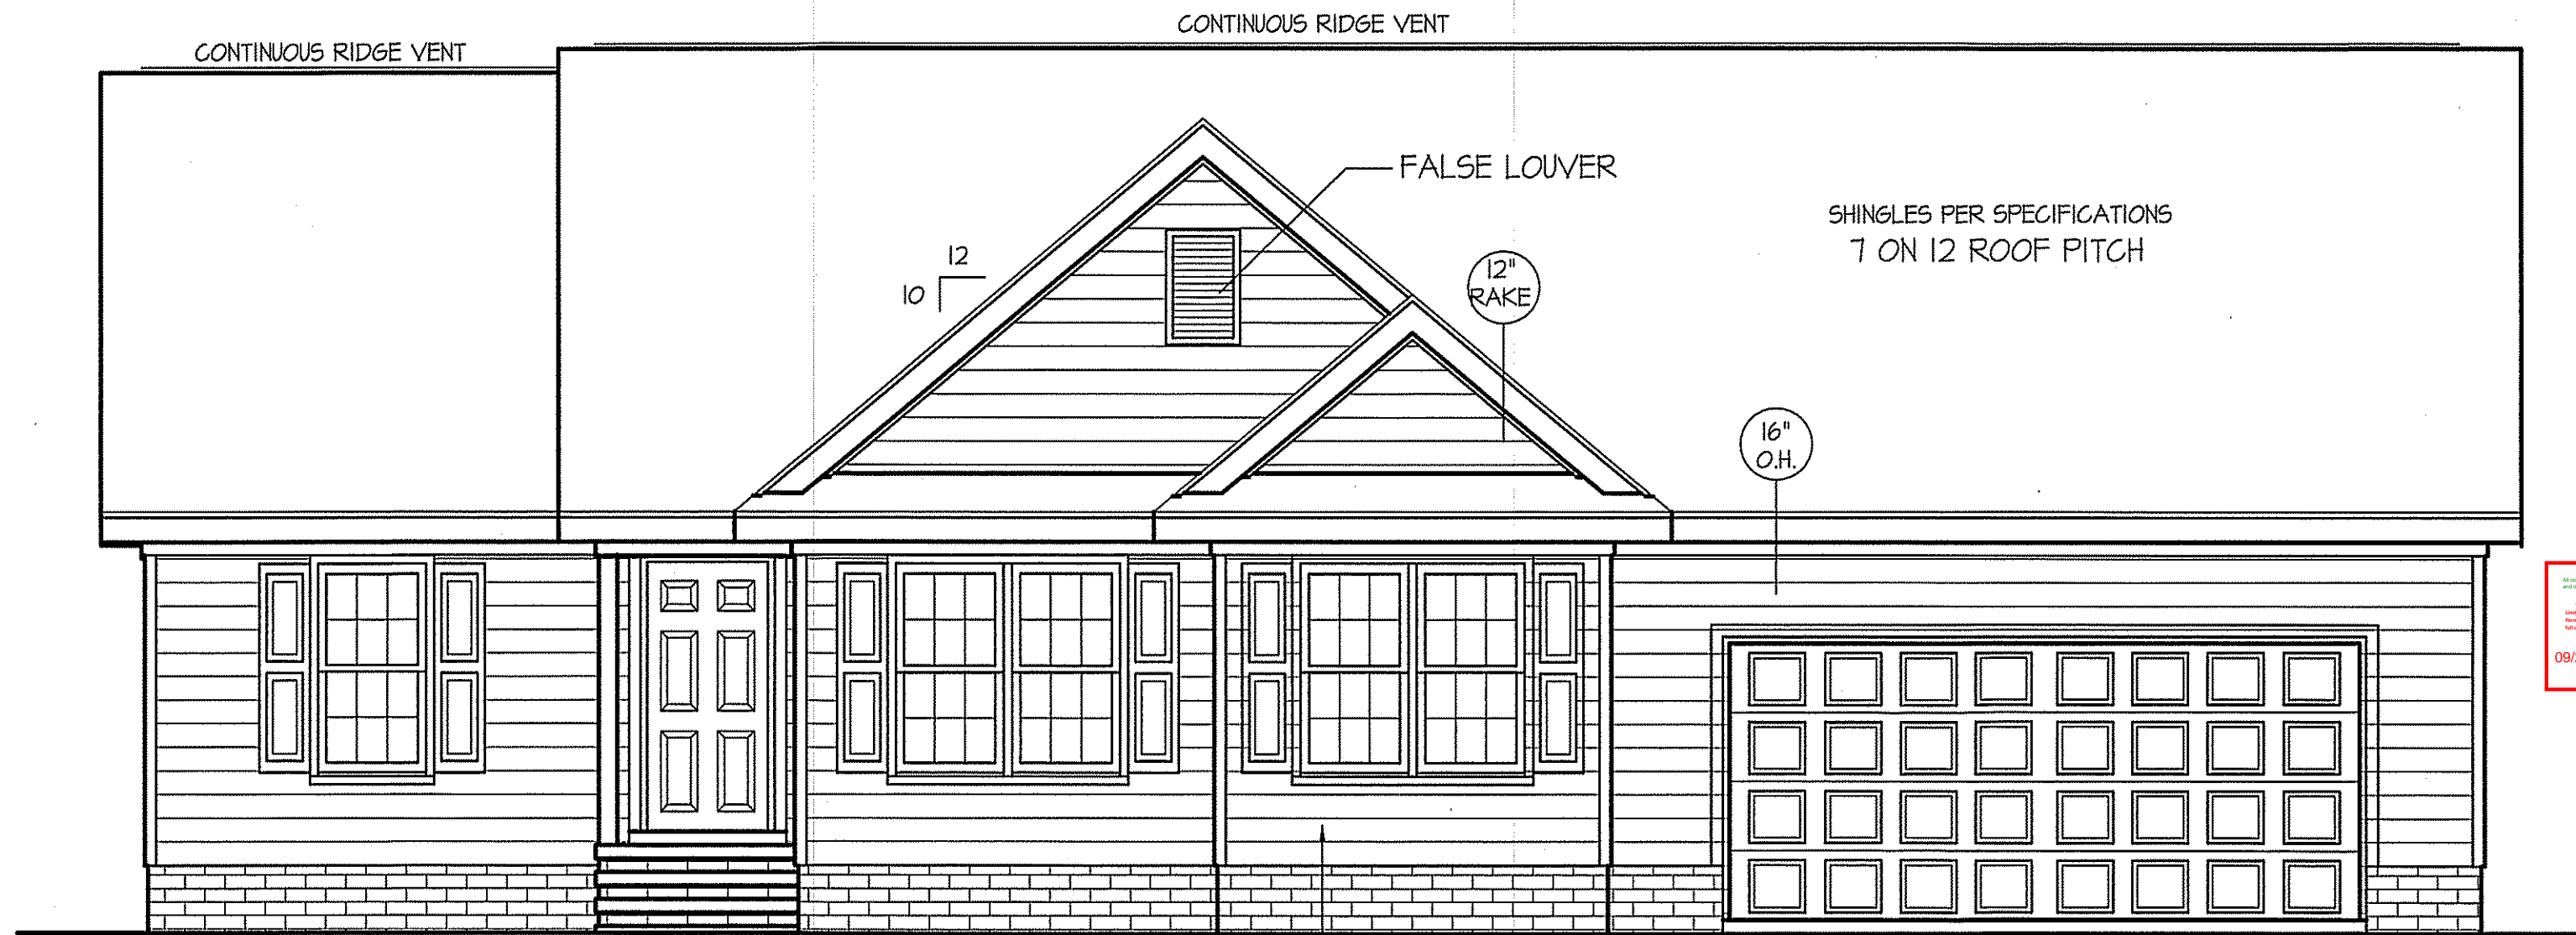 CONTINUOUS RIDGE VENT
CONTINUOUS RIDGE VENT
FALSE LOUVER
SHINGLES PER SPECIFICATIONS
7 ON 12 ROOF PITCH
12
10
12"
RAKE
16"
O.H.
09/